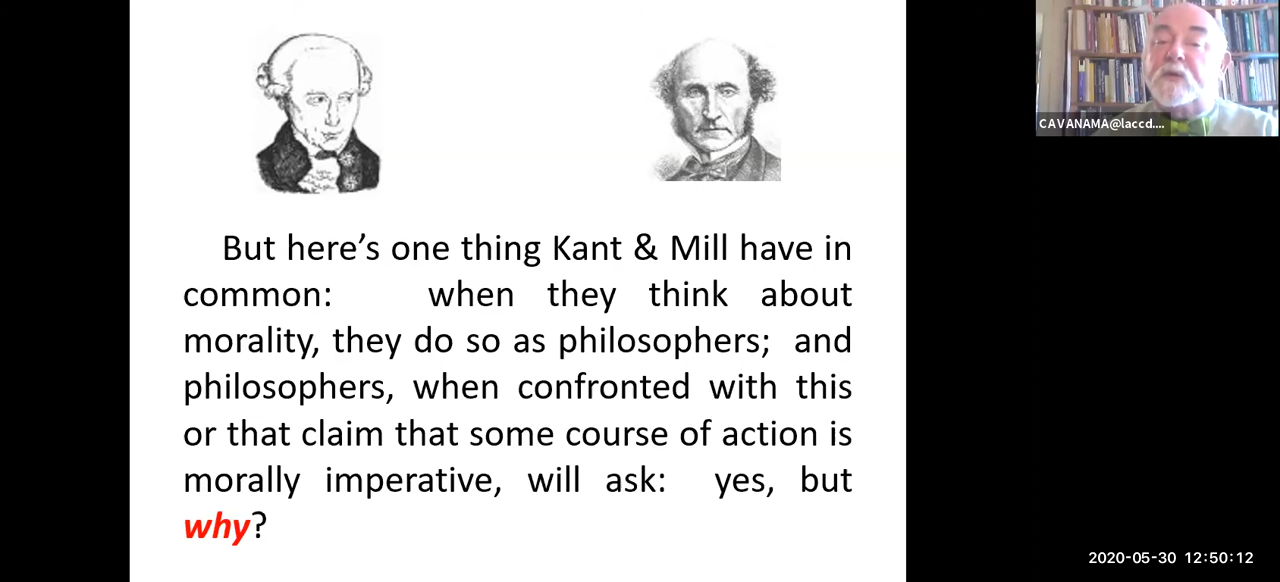 CAVANAMA@laccd....
But here’s one thing Kant & Mill have in
common: when they think about
morality, they do so as philosophers; and
philosophers, when confronted with this
or that claim that some course of action is
morally imperative, will ask: yes, but
why?
2020-05-30 12:50:12